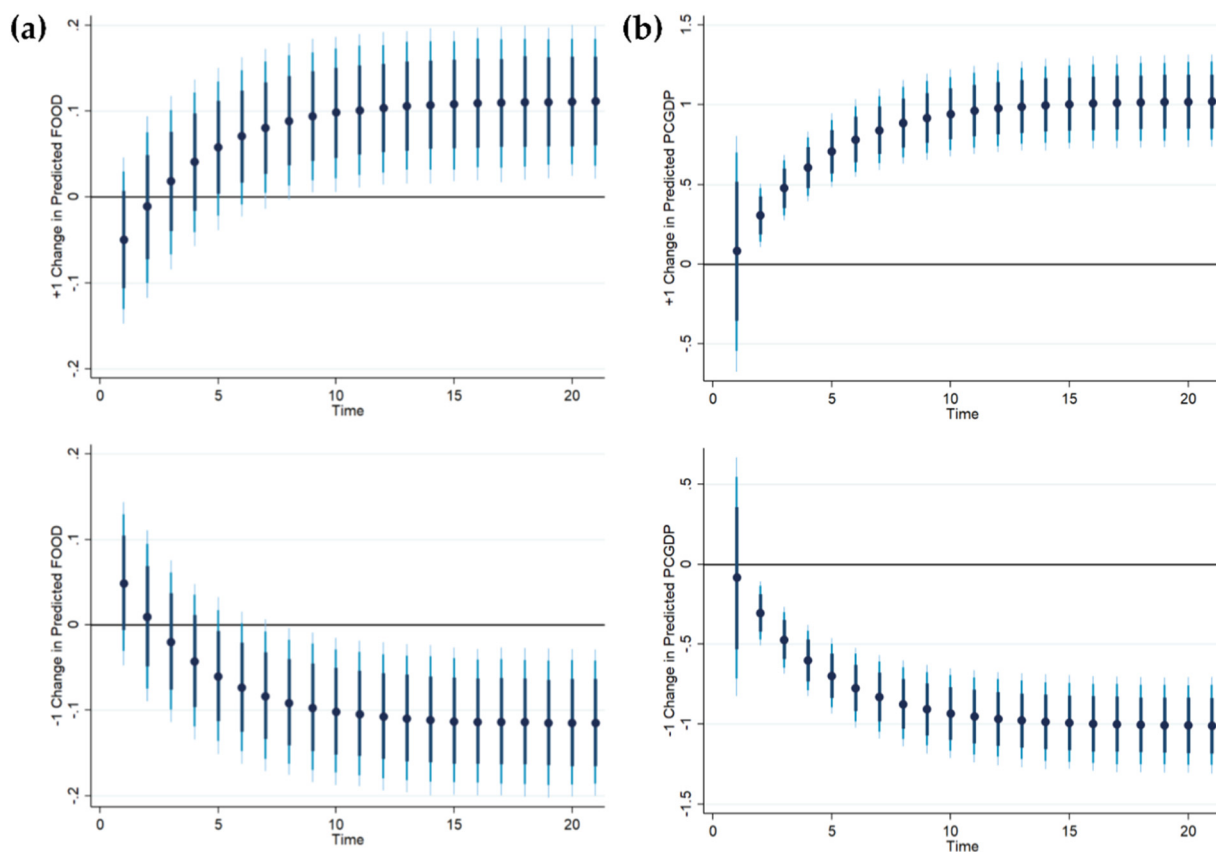 (a)
+1 Change in Predicted FOOD
.2
.1
0
-.1
-.2
0 5 10 15 20
Time
(b)
+1 Change in Predicted PCGDP
1.5
1
.5
0
-.5
0 5 10 15 20
Time
-1 Change in Predicted FOOD
.2
.1
0
-.1
-.2
0 5 10 15 20
Time
-1 Change in Predicted PCGDP
.5
0
-.5
-1
-1.5
0 5 10 15 20
Time